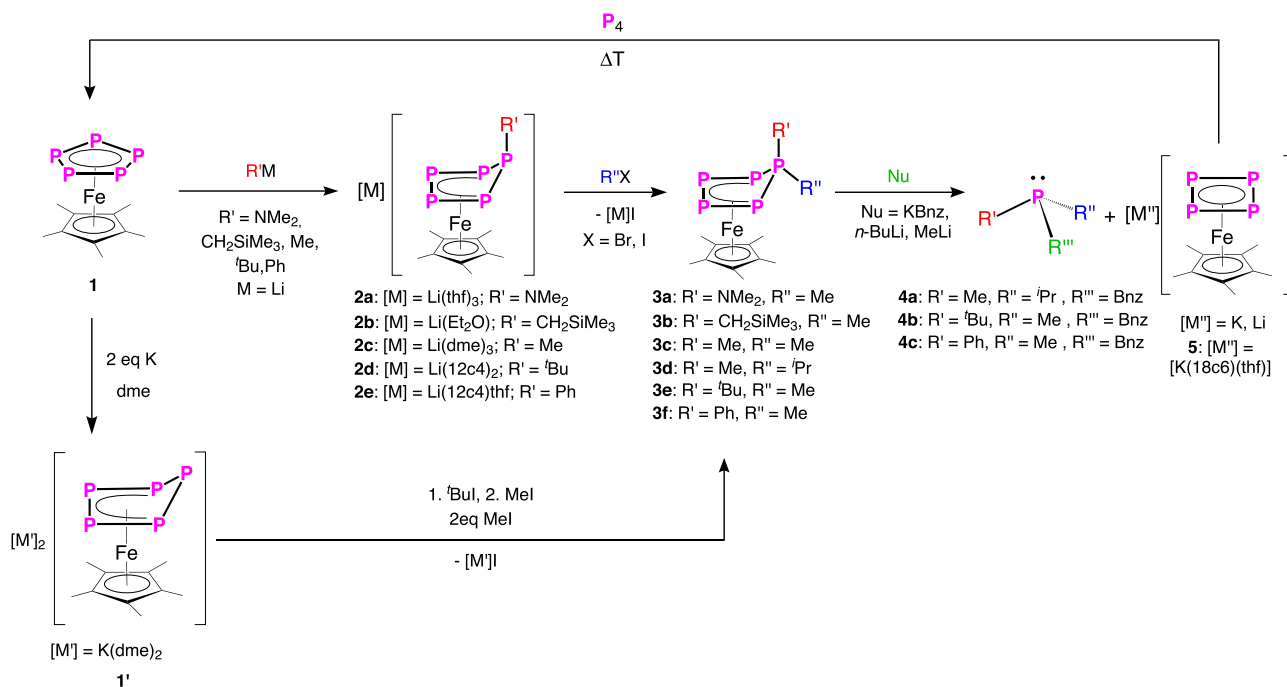 P4
ΔT
P P P P P
Fe
1
R'M
R' = NMe2,
CH2SiMe3, Me,
tBu,Ph
M = Li
[M]
R'
P P P P P
Fe
2a: [M] = Li(thf)3; R' = NMe2
2b: [M] = Li(Et2O); R' = CH2SiMe3
2c: [M] = Li(dme)3; R' = Me
2d: [M] = Li(12c4)2; R' = tBu
2e: [M] = Li(12c4)thf; R' = Ph
R''X
- [M]I
X = Br, I
R'
P P P P P
R''
Fe
3a: R' = NMe2, R'' = Me
3b: R' = CH2SiMe3, R'' = Me
3c: R' = Me, R'' = Me
3d: R' = Me, R'' = iPr
3e: R' = tBu, R'' = Me
3f: R' = Ph, R'' = Me
Nu
Nu = KBnz,
n-BuLi, MeLi
P
R' R''
R'''
+ [M'']
4a: R' = Me, R'' = iPr , R''' = Bnz
4b: R' = tBu, R'' = Me , R''' = Bnz
4c: R' = Ph, R'' = Me , R''' = Bnz
P P P P
Fe
[M''] = K, Li
5: [M''] =
[K(18c6)(thf)]
2 eq K
dme
[M']2
P P P P P
Fe
[M'] = K(dme)2
1'
1. tBuI, 2. MeI
2eq MeI
- [M']I